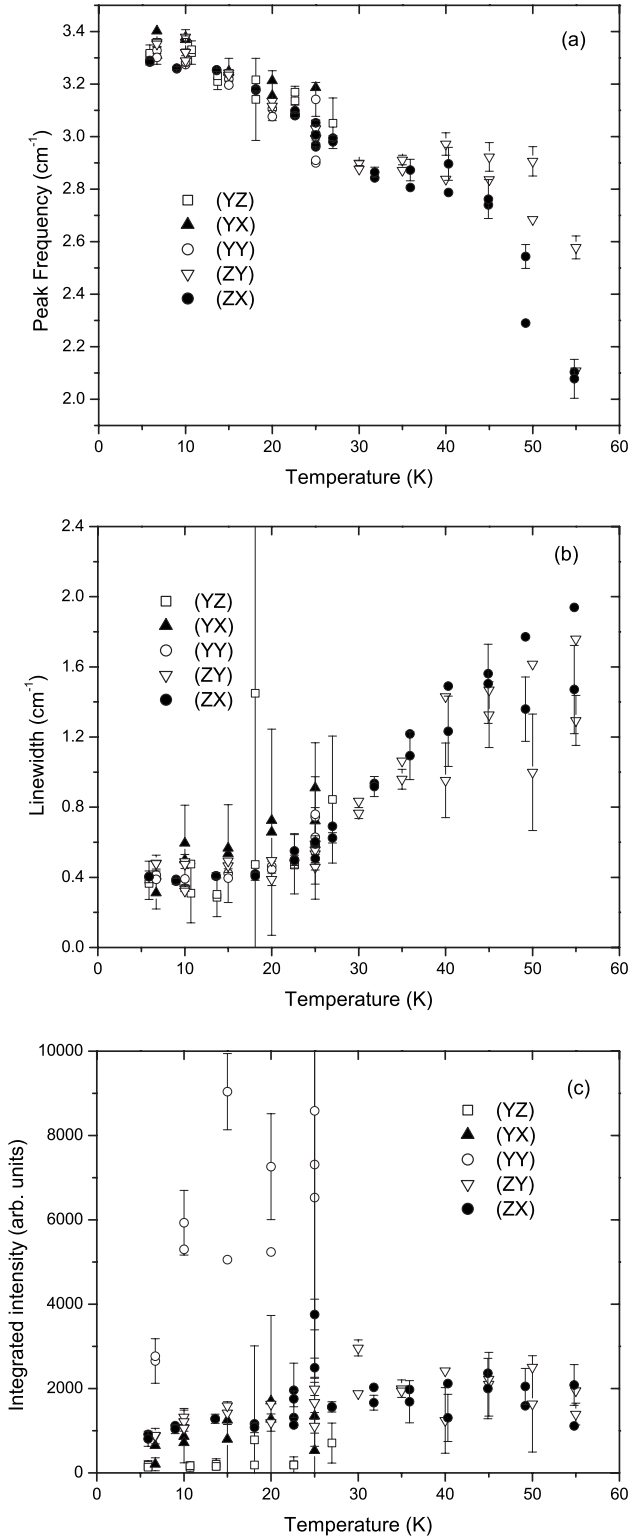 (a)
3.4
3.2
3.0
2.8
2.6
2.4
2.2
2.0
Peak Frequency (cm⁻¹)
(YZ)
(YX)
(YY)
(ZY)
(ZX)
0 10 20 30 40 50 60
Temperature (K)
(b)
2.4
2.0
1.6
1.2
0.8
0.4
0.0
Linewidth (cm⁻¹)
(YZ)
(YX)
(YY)
(ZY)
(ZX)
0 10 20 30 40 50 60
Temperature (K)
(c)
10000
8000
6000
4000
2000
0
Integrated intensity (arb. units)
(YZ)
(YX)
(YY)
(ZY)
(ZX)
0 10 20 30 40 50 60
Temperature (K)